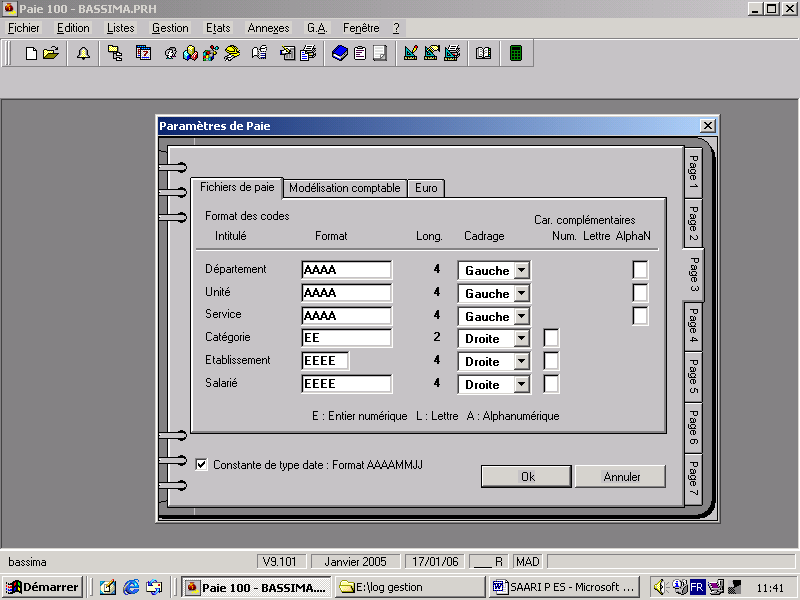 Paie 100 - BASSIMA.PRH
Fichier Edition Listes Gestion Etats Annexes G.A. Fenêtre ?
Paramètres de Paie
Fichiers de paie Modélisation comptable Euro
Format des codes Car. complémentaires
Intitulé Format Long. Cadrage Num. Lettre AlphaN
Département AAAA 4 Gauche
Unité AAAA 4 Gauche
Service AAAA 4 Gauche
Catégorie EE 2 Droite
Etablissement EEEE 4 Droite
Salarié EEEE 4 Droite
E : Entier numérique L : Lettre A : Alphanumérique
Constante de type date : Format AAAAMMJJ
Ok Annuler
Page 1
Page 2
Page 3
Page 4
Page 5
Page 6
Page 7
bassima V9.101 Janvier 2005 17/01/06 ___ R MAD
Démarrer Paie 100 - BASSIMA.... E:\log gestion SAARI P ES - Microsoft ... FR 11:41